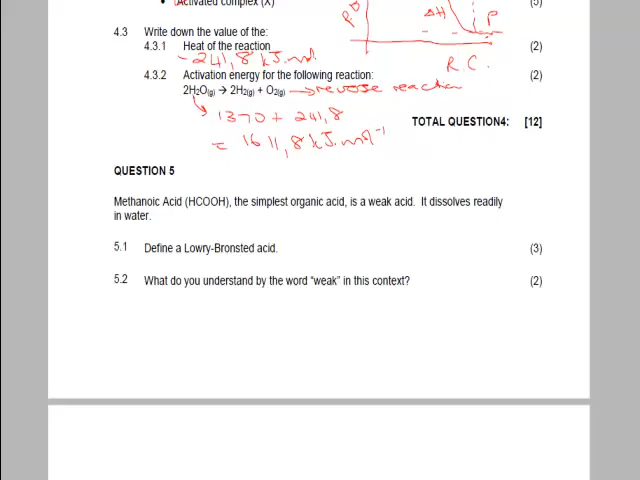 • Activated complex (X) (3)
P.E
ΔH P
R.C.
4.3 Write down the value of the:
4.3.1 Heat of the reaction (2)
- 241,8 kJ.mol
4.3.2 Activation energy for the following reaction: (2)
2H₂O(g) → 2H₂(g) + O₂(g) → reverse reaction
1370 + 241,8
= 1611,8 kJ.mol⁻¹
TOTAL QUESTION4: [12]
QUESTION 5
Methanoic Acid (HCOOH), the simplest organic acid, is a weak acid. It dissolves readily
in water.
5.1 Define a Lowry-Bronsted acid. (3)
5.2 What do you understand by the word “weak” in this context? (2)